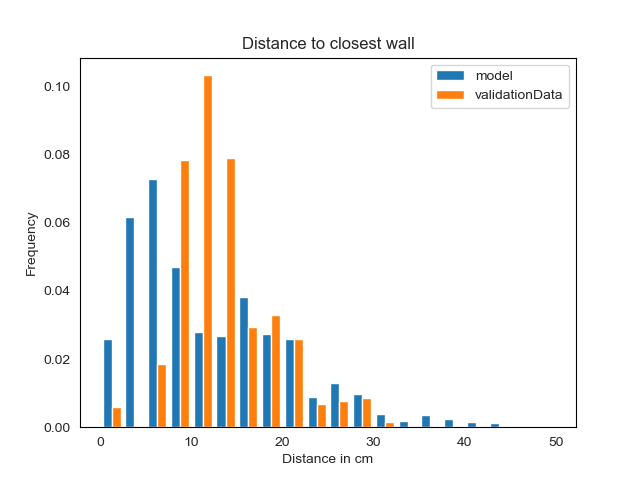 Distance to closest wall
model
validationData
0.10
0.08
0.06
0.04
0.02
0.00
Frequency
0 10 20 30 40 50
Distance in cm